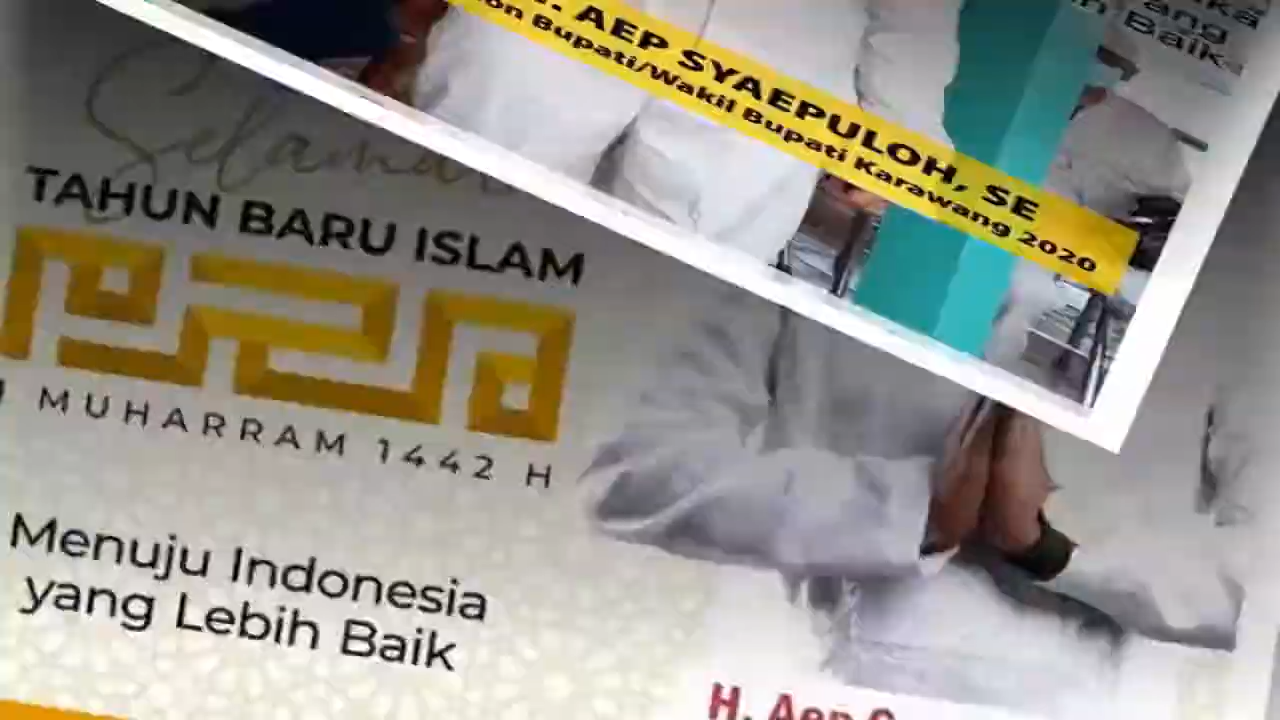 AEP SYAEPULOH, SE
Bupati/Wakil Bupati Karawang 2020
Baik
Selamat
TAHUN BARU ISLAM
MUHARRAM 1442 H
Menuju Indonesia
yang Lebih Baik
H. Aep